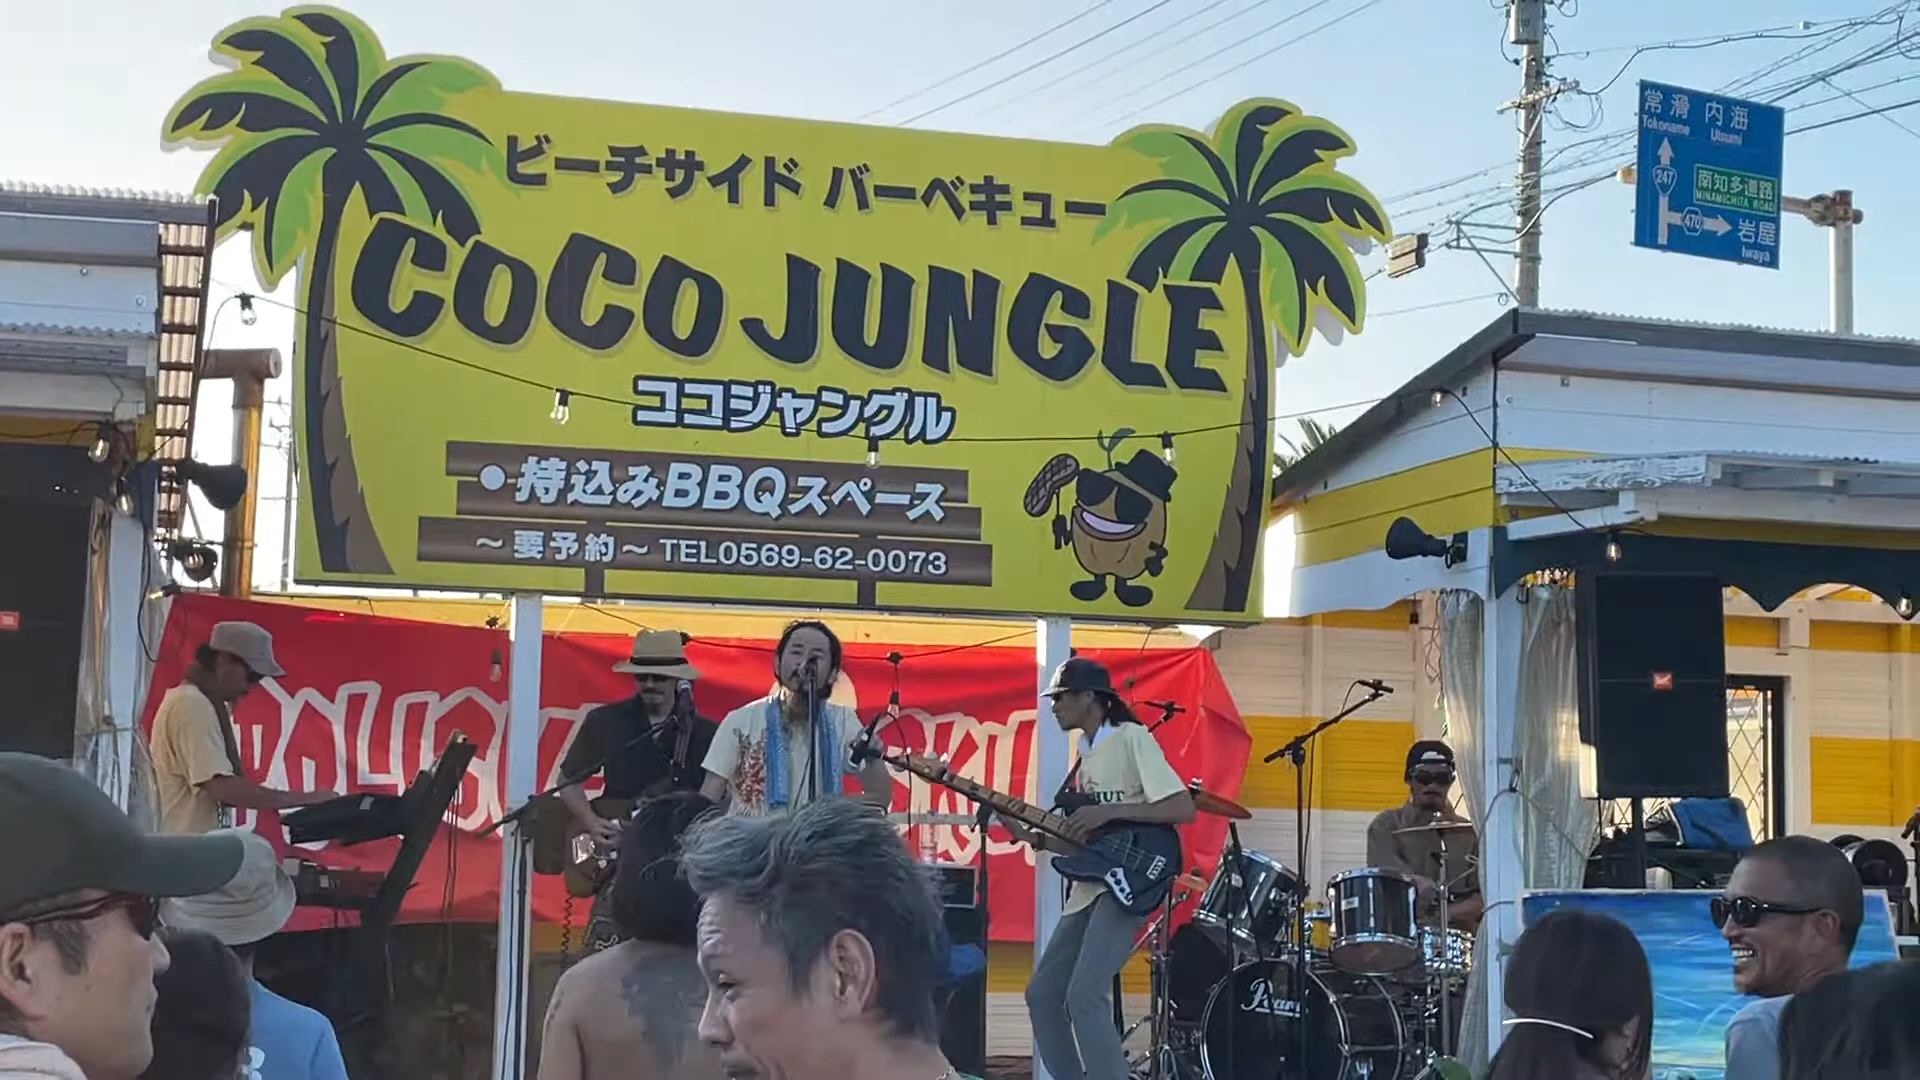 ビーチサイド バーベキュー
COCO JUNGLE
ココジャングル
●持込みBBQスペース
～要予約～ TEL0569-62-0073
常滑 内海
Tokoname Utsumi
247
南知多道路
MINAMICHITA ROAD
470
岩屋
Iwaya
Pearl